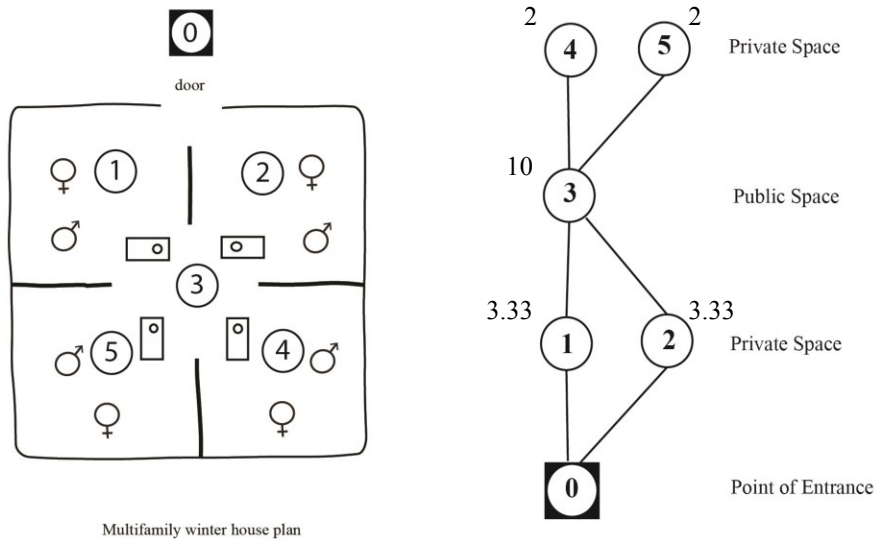 0
door
1
2
3
5
4
Multifamily winter house plan
2
2
4
5
Private Space
10
3
Public Space
3.33
3.33
1
2
Private Space
0
Point of Entrance